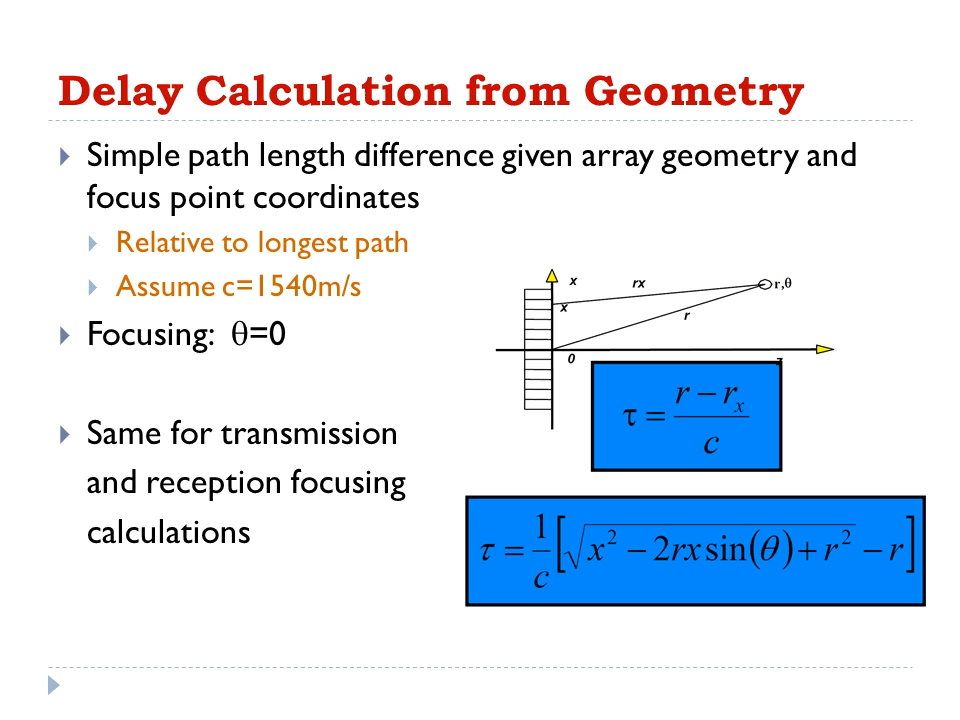 Delay Calculation from Geometry
Simple path length difference given array geometry and
focus point coordinates
Relative to longest path
Assume c=1540m/s
Focusing: θ=0
Same for transmission
and reception focusing
calculations
x
rx
r,θ
x
r
0
z
τ = (r − rₓ) / c
τ = 1/c [√(x² − 2rx sin(θ) + r²) − r]